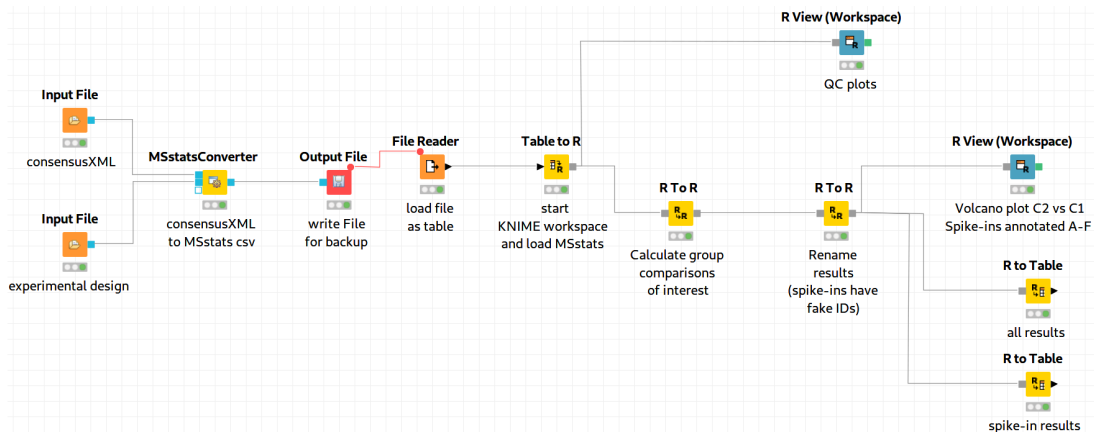 R View (Workspace)
QC plots
Input File
consensusXML
MSstatsConverter
consensusXML
to MSstats csv
Output File
write File
for backup
File Reader
load file
as table
Table to R
start
KNIME workspace
and load MSstats
R View (Workspace)
Volcano plot C2 vs C1
Spike-ins annotated A-F
R To R
Calculate group
comparisons
of interest
R To R
Rename
results
(spike-ins have
fake IDs)
Input File
experimental design
R to Table
all results
R to Table
spike-in results